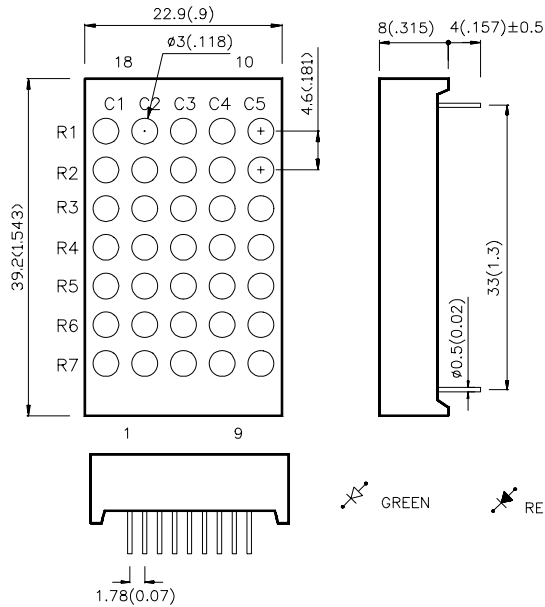 22.9(.9)
8(.315)
4(.157)±0.5
ø3(.118)
18
10
4.6(.181)
C1 C2 C3 C4 C5
R1
R2
R3
R4
R5
R6
R7
39.2(1.543)
33(1.3)
ø0.5(0.02)
1
9
GREEN
RE
1.78(0.07)